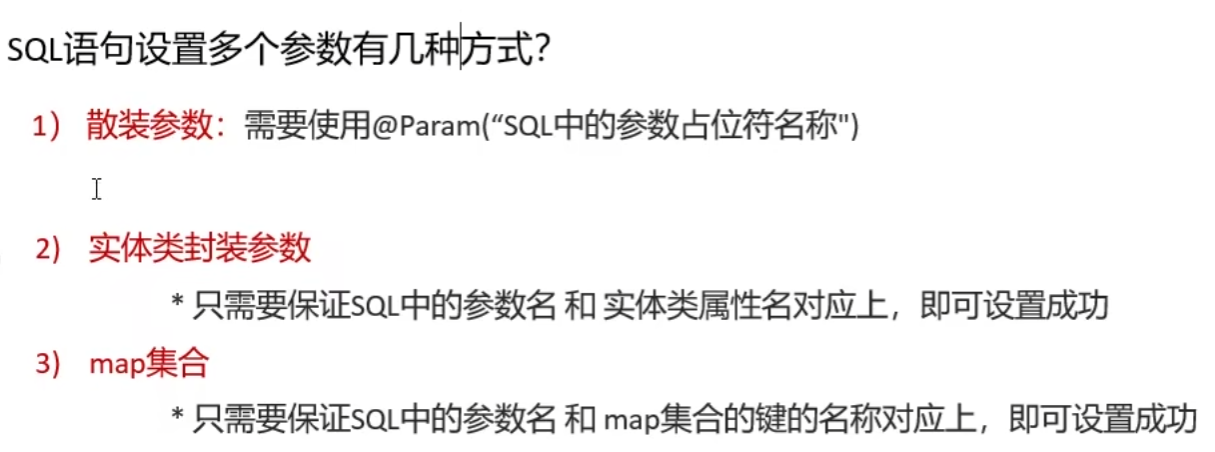 SQL语句设置多个参数有几种方式？
1） 散装参数：需要使用@Param(“SQL中的参数占位符名称")
2） 实体类封装参数
* 只需要保证SQL中的参数名 和 实体类属性名对应上，即可设置成功
3） map集合
* 只需要保证SQL中的参数名 和 map集合的键的名称对应上，即可设置成功